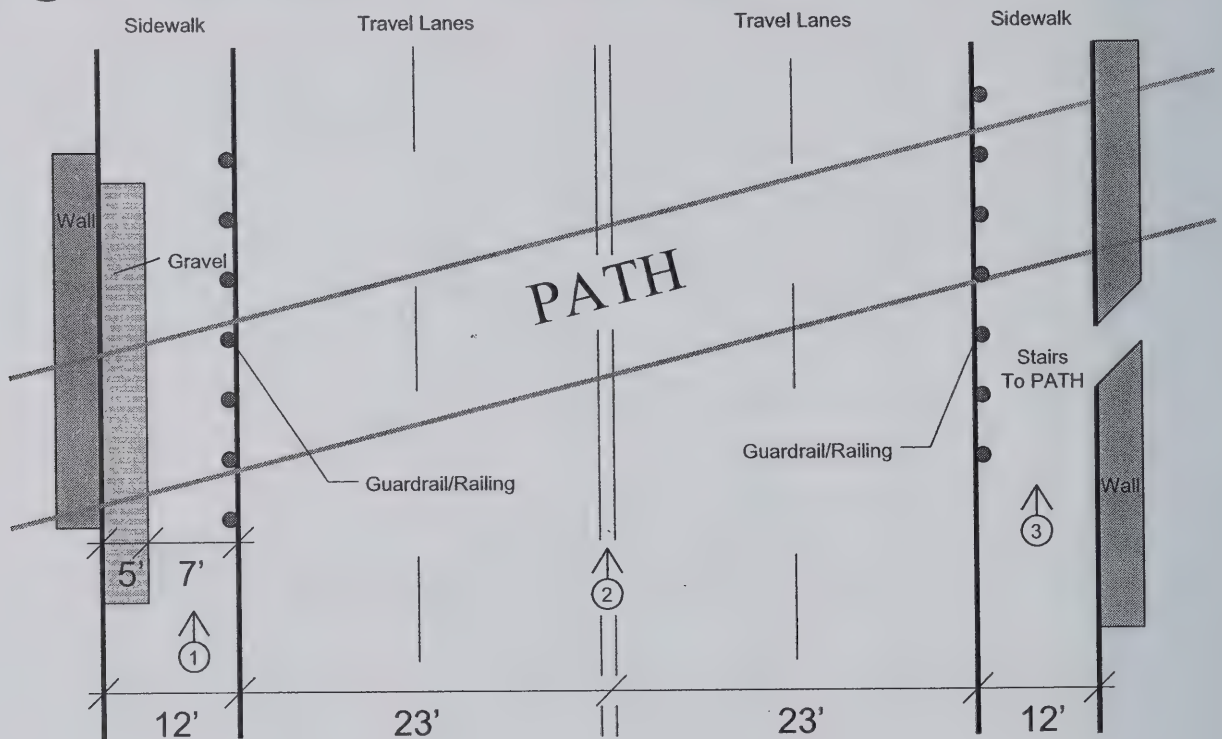 Sidewalk
Travel Lanes
Travel Lanes
Sidewalk
Wall
Gravel
PATH
Stairs
To PATH
Guardrail/Railing
Guardrail/Railing
Wall
5'
7'
1
2
3
12'
23'
23'
12'